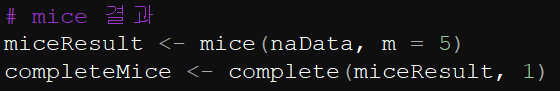 # mice 결과
miceResult <- mice(naData, m = 5)
completeMice <- complete(miceResult, 1)